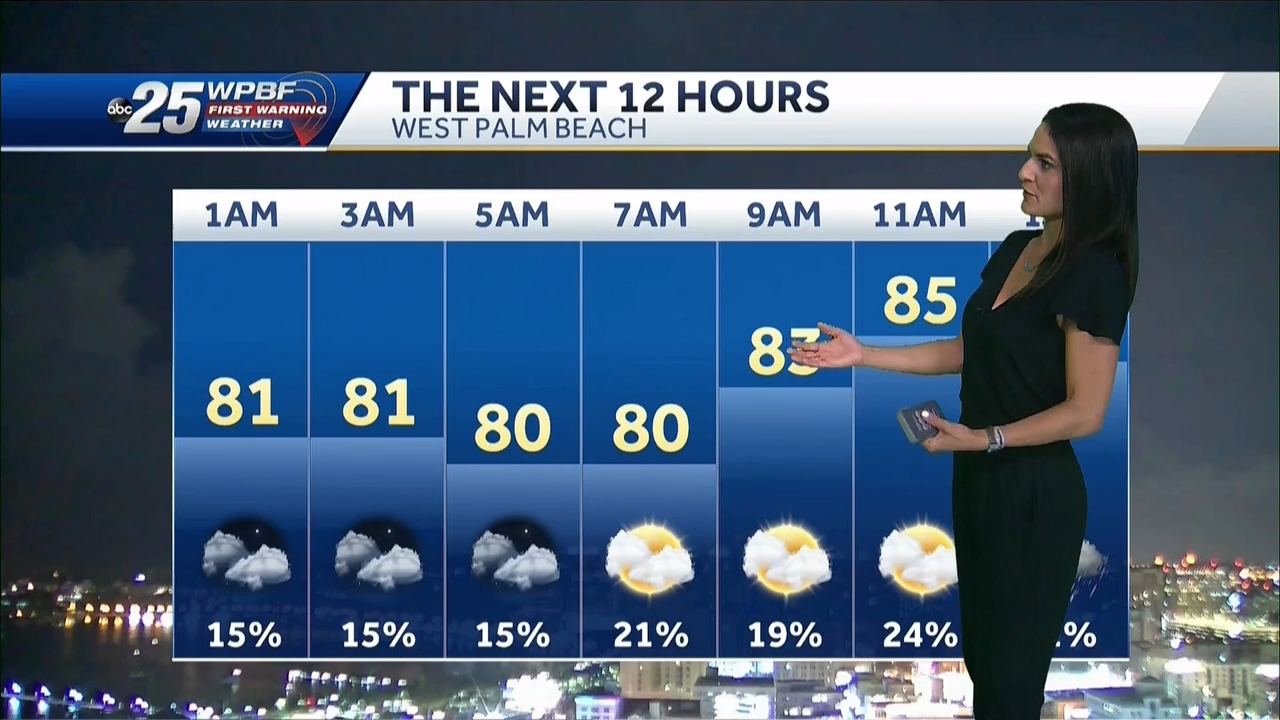 abc 25 WPBF
FIRST WARNING
WEATHER
THE NEXT 12 HOURS
WEST PALM BEACH
1AM 3AM 5AM 7AM 9AM 11AM
81 81 80 80 83 85
15% 15% 15% 21% 19% 24%